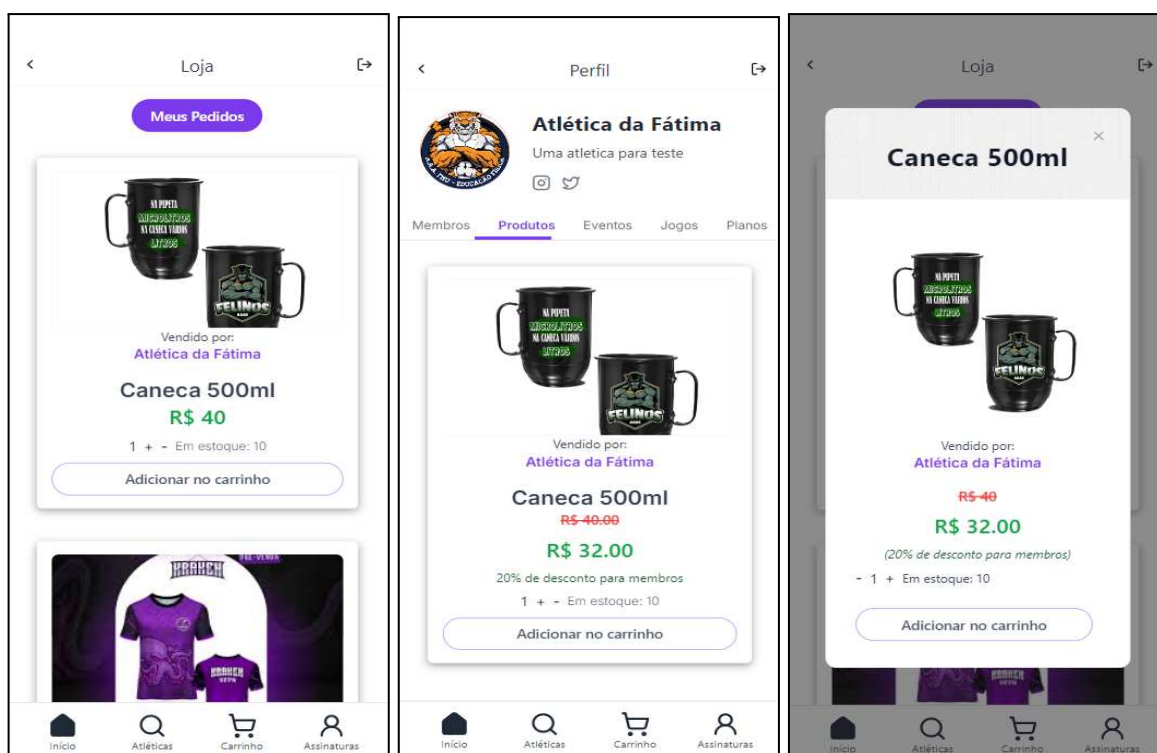 Loja
Meus Pedidos
NA PIPETA
MICROLITROS
NA CANECA VÁRIOS
LITROS
FELINOS
Vendido por:
Atlética da Fátima
Caneca 500ml
R$ 40
1 + - Em estoque: 10
Adicionar no carrinho
PRÉ-VENDA
KRAKEN
KRAKEN
Início
Atléticas
Carrinho
Assinaturas
Perfil
Atlética da Fátima
Uma atletica para teste
Membros
Produtos
Eventos
Jogos
Planos
NA PIPETA
MICROLITROS
NA CANECA VÁRIOS
LITROS
FELINOS
Vendido por:
Atlética da Fátima
Caneca 500ml
R$ 40.00
R$ 32.00
20% de desconto para membros
1 + - Em estoque: 10
Adicionar no carrinho
Início
Atléticas
Carrinho
Assinaturas
Loja
Caneca 500ml
×
NA PIPETA
MICROLITROS
NA CANECA VÁRIOS
LITROS
FELINOS
Vendido por:
Atlética da Fátima
R$ 40
R$ 32.00
(20% de desconto para membros)
- 1 + Em estoque: 10
Adicionar no carrinho
Início
Atléticas
Carrinho
Assinaturas